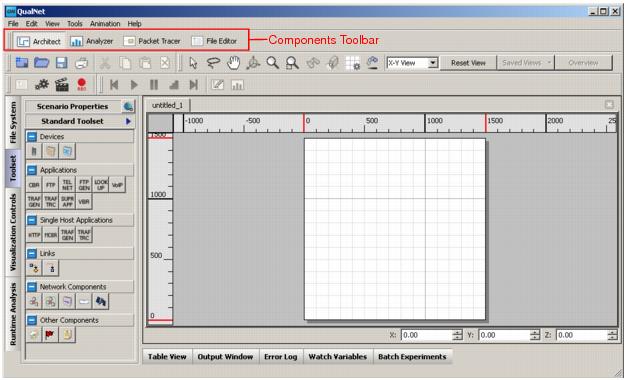 QualNet
File Edit View Tools Animation Help
Architect Analyzer Packet Tracer File Editor Components Toolbar
X-Y View Reset View Saved Views Overview
REC
File System
Toolset
Visualization Controls
Runtime Analysis
Scenario Properties
Standard Toolset
Devices
Applications
CBR FTP TEL NET FTP GEN LOOK UP VoIP
TRAF GEN TRAF TRC SUPR APP VBR
Single Host Applications
HTTP MCBR TRAF GEN TRAF TRC
Links
Network Components
Other Components
untitled_1
-1000 -500 0 500 1000 1500 2000 25
1500
1000
500
0
X: 0.00 Y: 0.00 Z: 0.00
Table View Output Window Error Log Watch Variables Batch Experiments